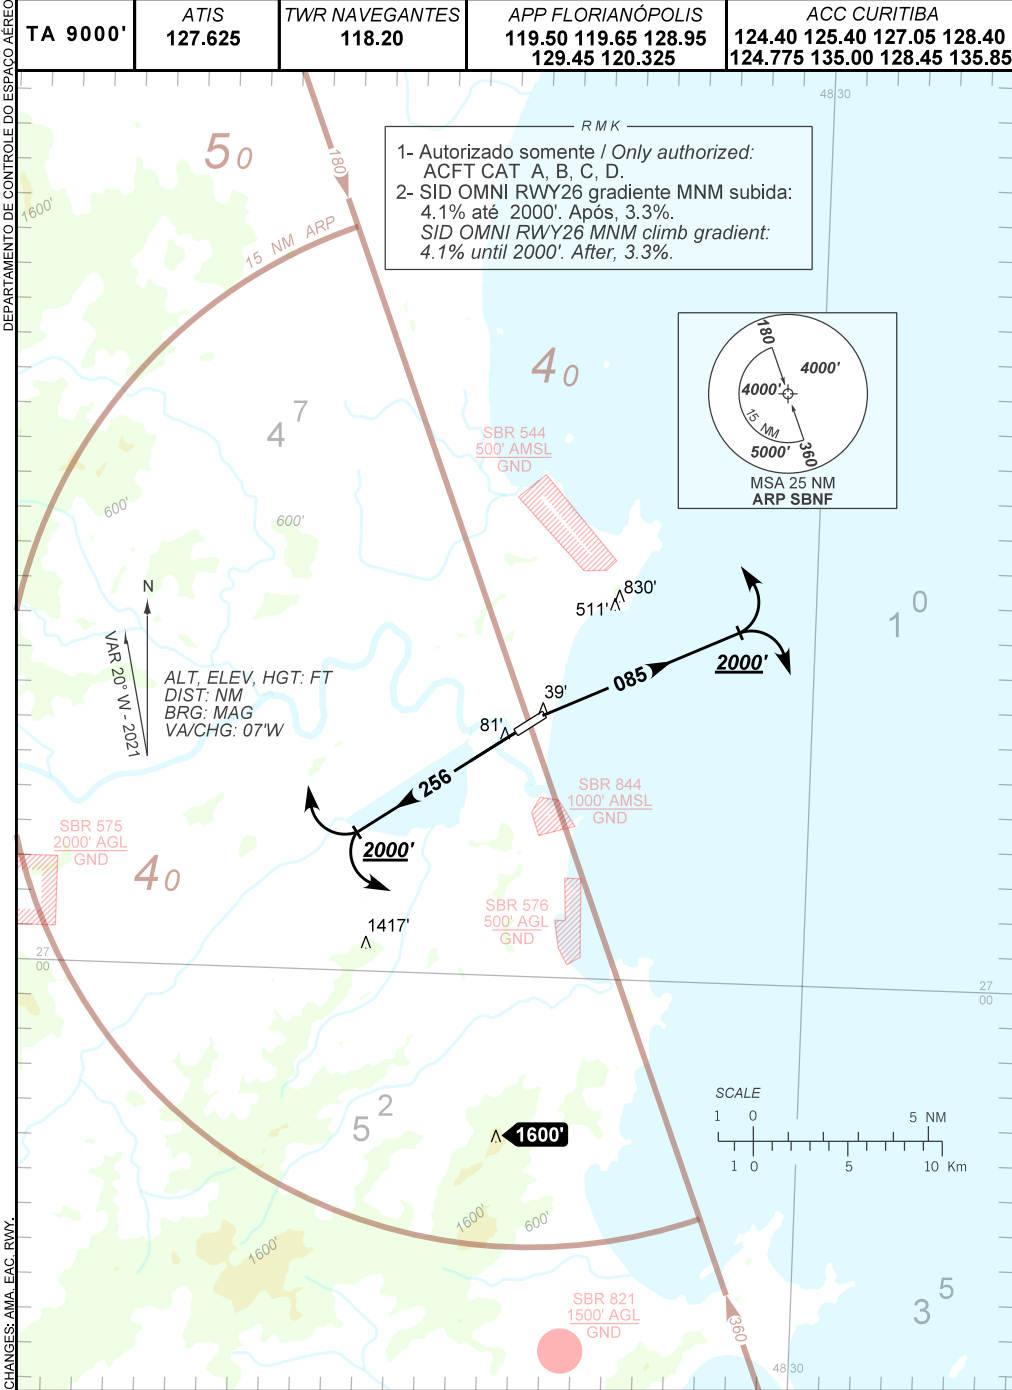 TA 9000'
ATIS
127.625
TWR NAVEGANTES
118.20
APP FLORIANÓPOLIS
119.50 119.65 128.95
129.45 120.325
ACC CURITIBA
124.40 125.40 127.05 128.40
124.775 135.00 128.45 135.85
DEPARTAMENTO DE CONTROLE DO ESPAÇO AÉREO
48 30
RMK
1- Autorizado somente / Only authorized:
ACFT CAT A, B, C, D.
2- SID OMNI RWY26 gradiente MNM subida:
4.1% até 2000'. Após, 3.3%.
SID OMNI RWY26 MNM climb gradient:
4.1% until 2000'. After, 3.3%.
50
180
1600'
15 NM ARP
180
4000'
4000'
15 NM
5000'
360
MSA 25 NM
ARP SBNF
40
47
SBR 544
500' AMSL
GND
600'
600'
N
VAR 20° W - 2021
830'
511'
10
2000'
085
ALT, ELEV, HGT: FT
DIST: NM
BRG: MAG
VA/CHG: 07'W
39'
81'
256
SBR 844
1000' AMSL
GND
SBR 575
2000' AGL
GND
2000'
40
SBR 576
500' AGL
GND
1417'
27
00
27
00
SCALE
1 0 5 NM
1 0 5 10 Km
52
1600'
1600'
600'
1600'
SBR 821
1500' AGL
GND
360
35
48 30
CHANGES: AMA, EAC, RWY.